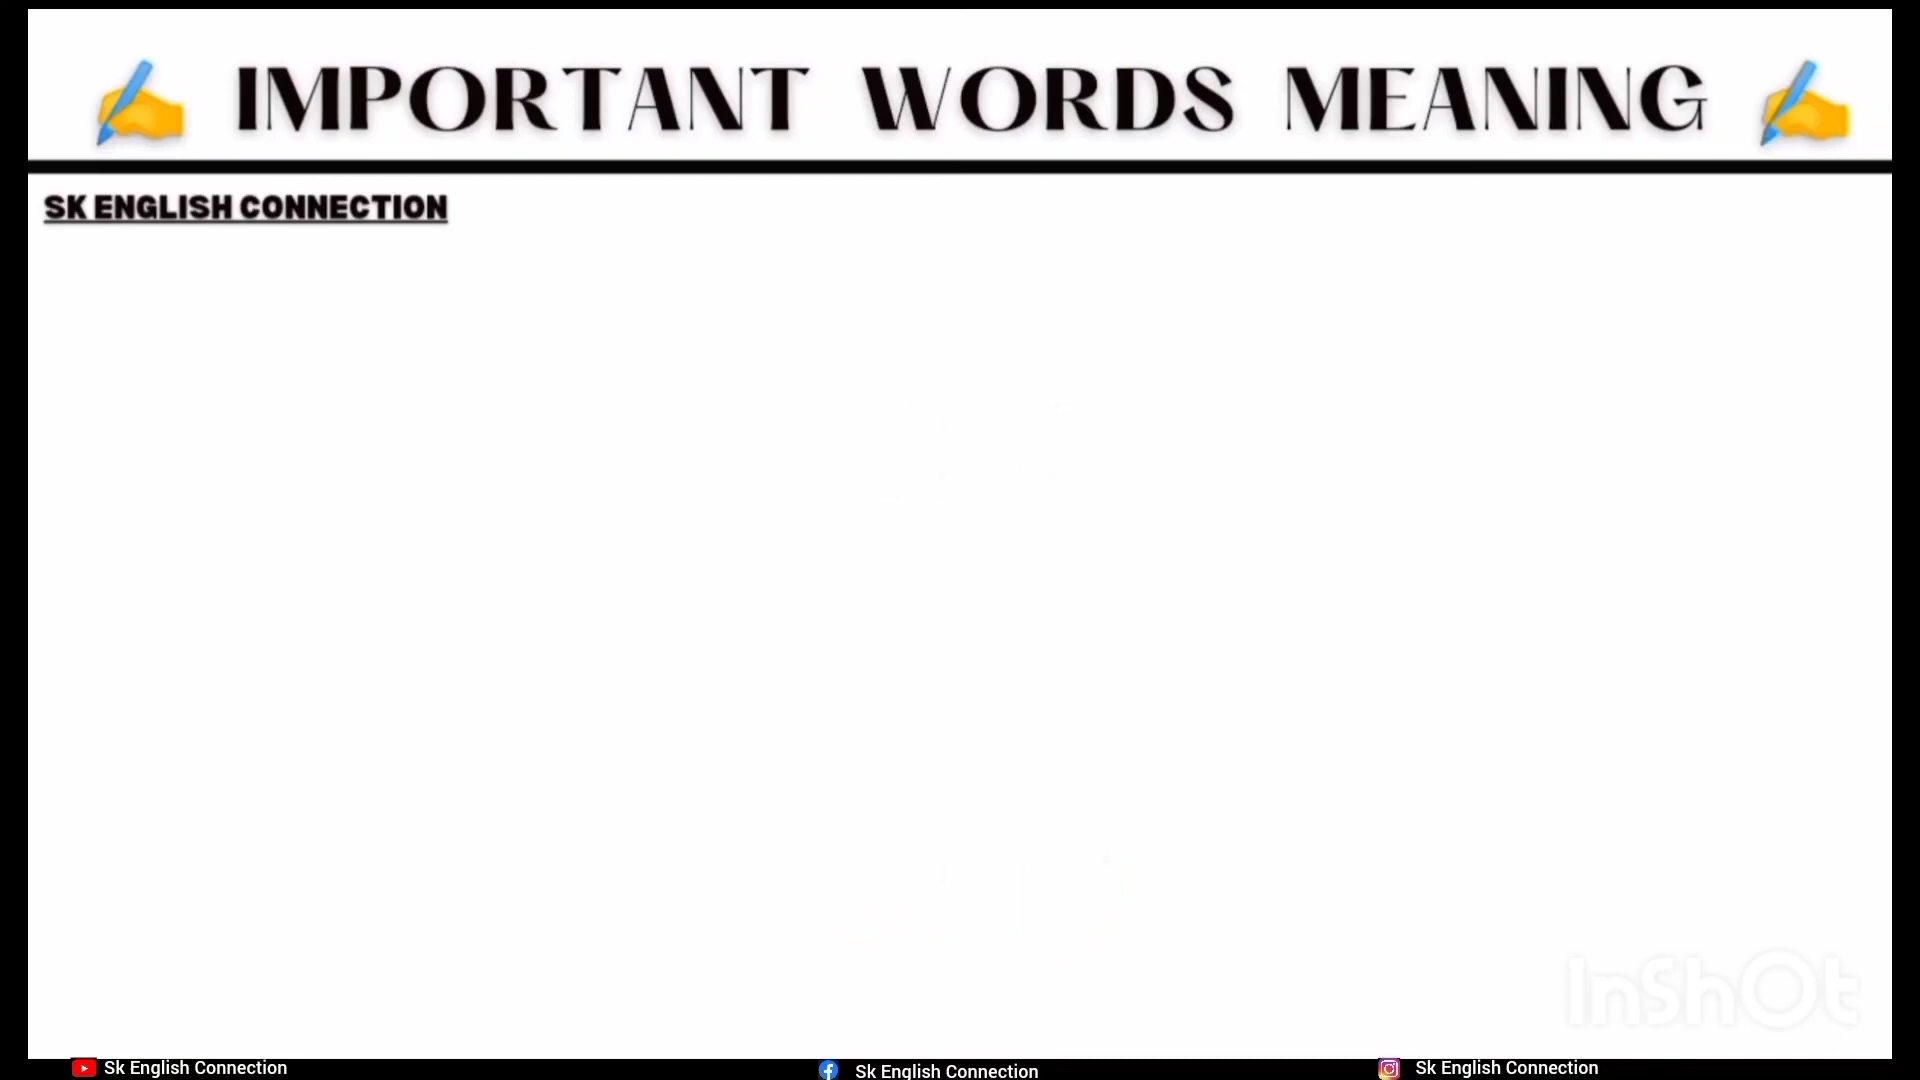 ✍️ IMPORTANT WORDS MEANING ✍️
SK ENGLISH CONNECTION
InShOt
Sk English Connection
Sk English Connection
Sk English Connection